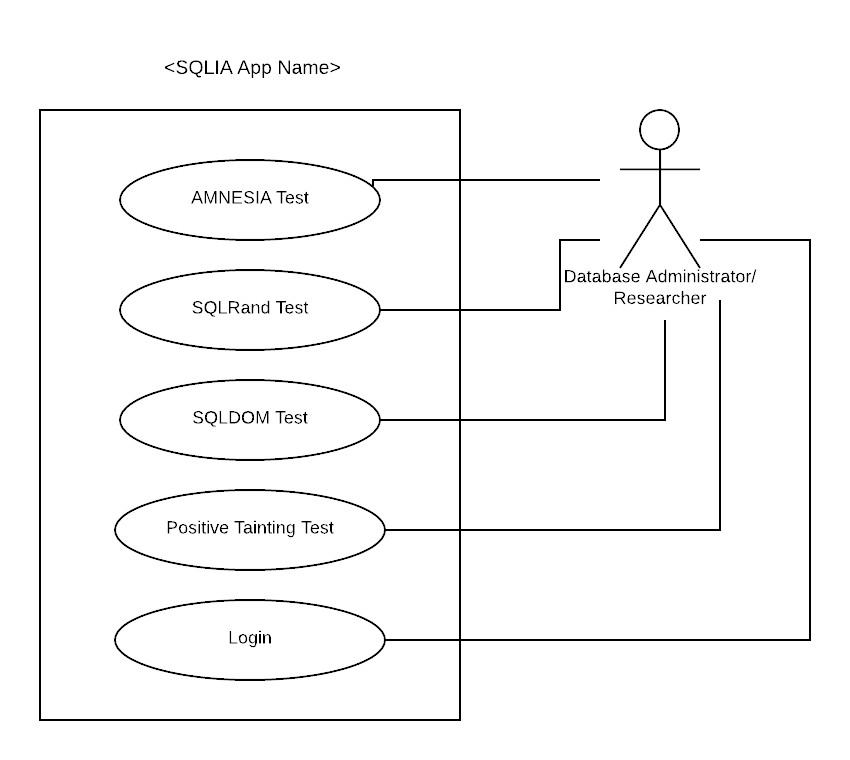 <SQLIA App Name>
AMNESIA Test
SQLRand Test
Database Administrator/
Researcher
SQLDOM Test
Positive Tainting Test
Login